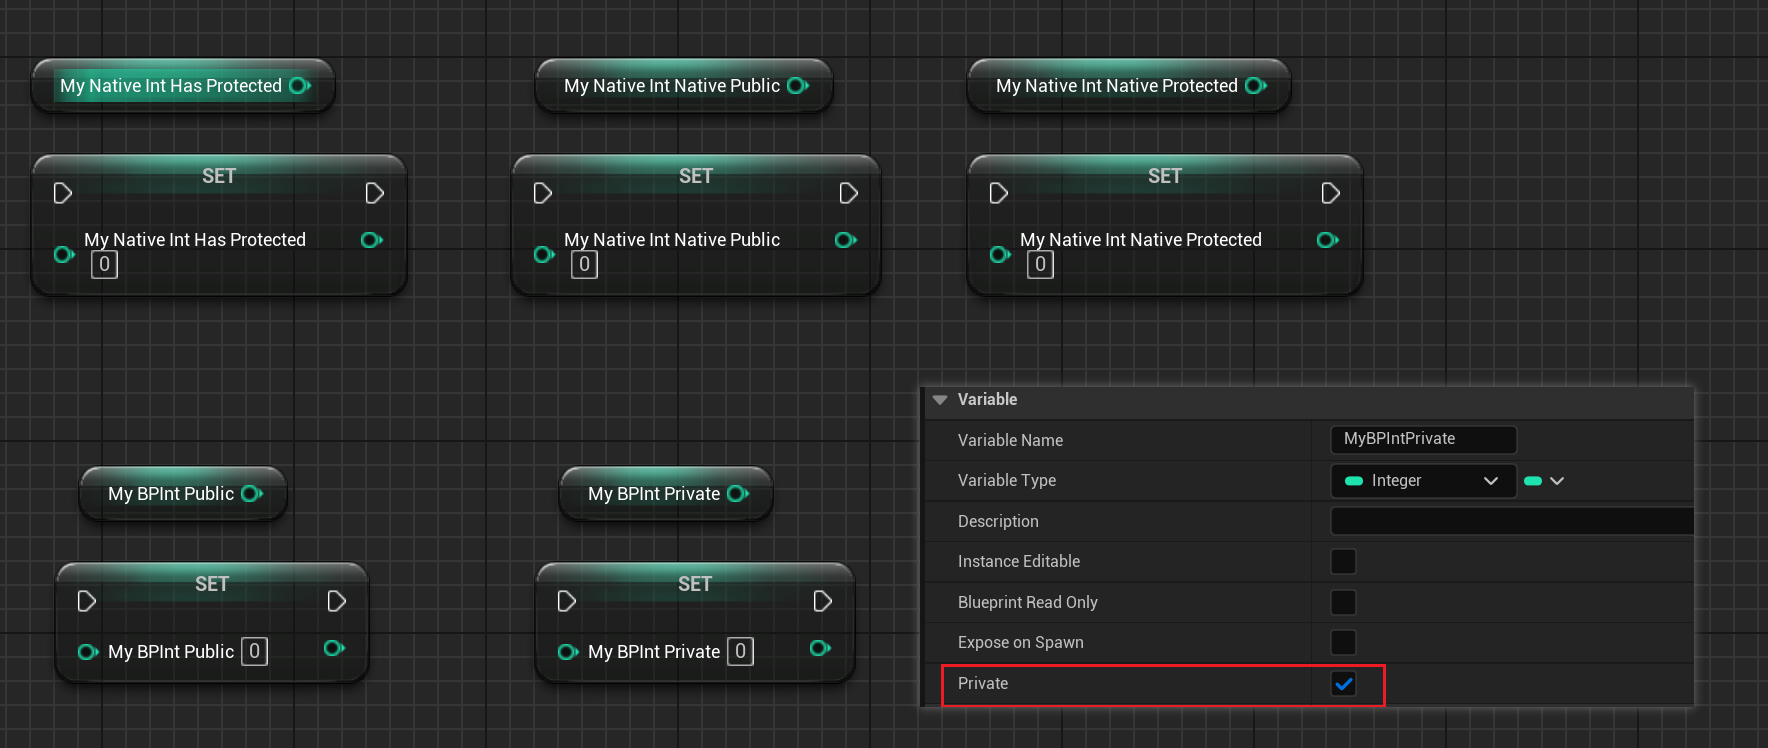 My Native Int Has Protected
My Native Int Native Public
My Native Int Native Protected
SET
My Native Int Has Protected
0
SET
My Native Int Native Public
0
SET
My Native Int Native Protected
0
My BPInt Public
My BPInt Private
SET
My BPInt Public 0
SET
My BPInt Private 0
Variable
Variable Name MyBPIntPrivate
Variable Type Integer
Description
Instance Editable
Blueprint Read Only
Expose on Spawn
Private